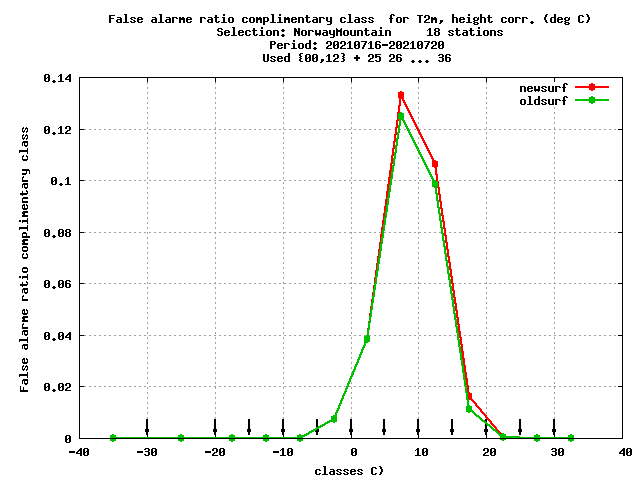 False alarme ratio complimentary class  for T2m, height corr. (deg C)
Selection: NorwayMountain     18 stations
Period: 20210716-20210720
Used {00,12} + 25 26 ... 36
newsurf
oldsurf
False alarme ratio complimentary class
0.14
0.12
0.1
0.08
0.06
0.04
0.02
0
-40 -30 -20 -10 0 10 20 30 40
classes C)